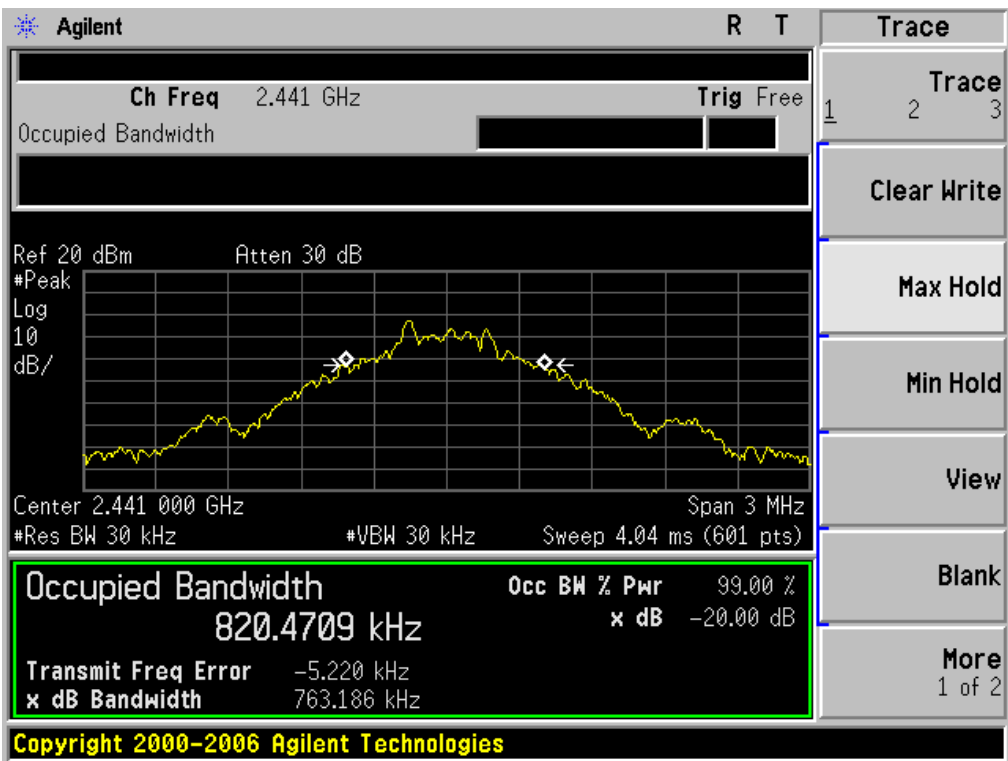 Agilent R T Trace
Ch Freq 2.441 GHz Trig Free
Occupied Bandwidth
Trace
1 2 3
Clear Write
Max Hold
Min Hold
View
Blank
More
1 of 2
Ref 20 dBm Atten 30 dB
#Peak
Log
10
dB/
Center 2.441 000 GHz Span 3 MHz
#Res BW 30 kHz #VBW 30 kHz Sweep 4.04 ms (601 pts)
Occupied Bandwidth Occ BW % Pwr 99.00 %
820.4709 kHz x dB -20.00 dB
Transmit Freq Error -5.220 kHz
x dB Bandwidth 763.186 kHz
Copyright 2000-2006 Agilent Technologies